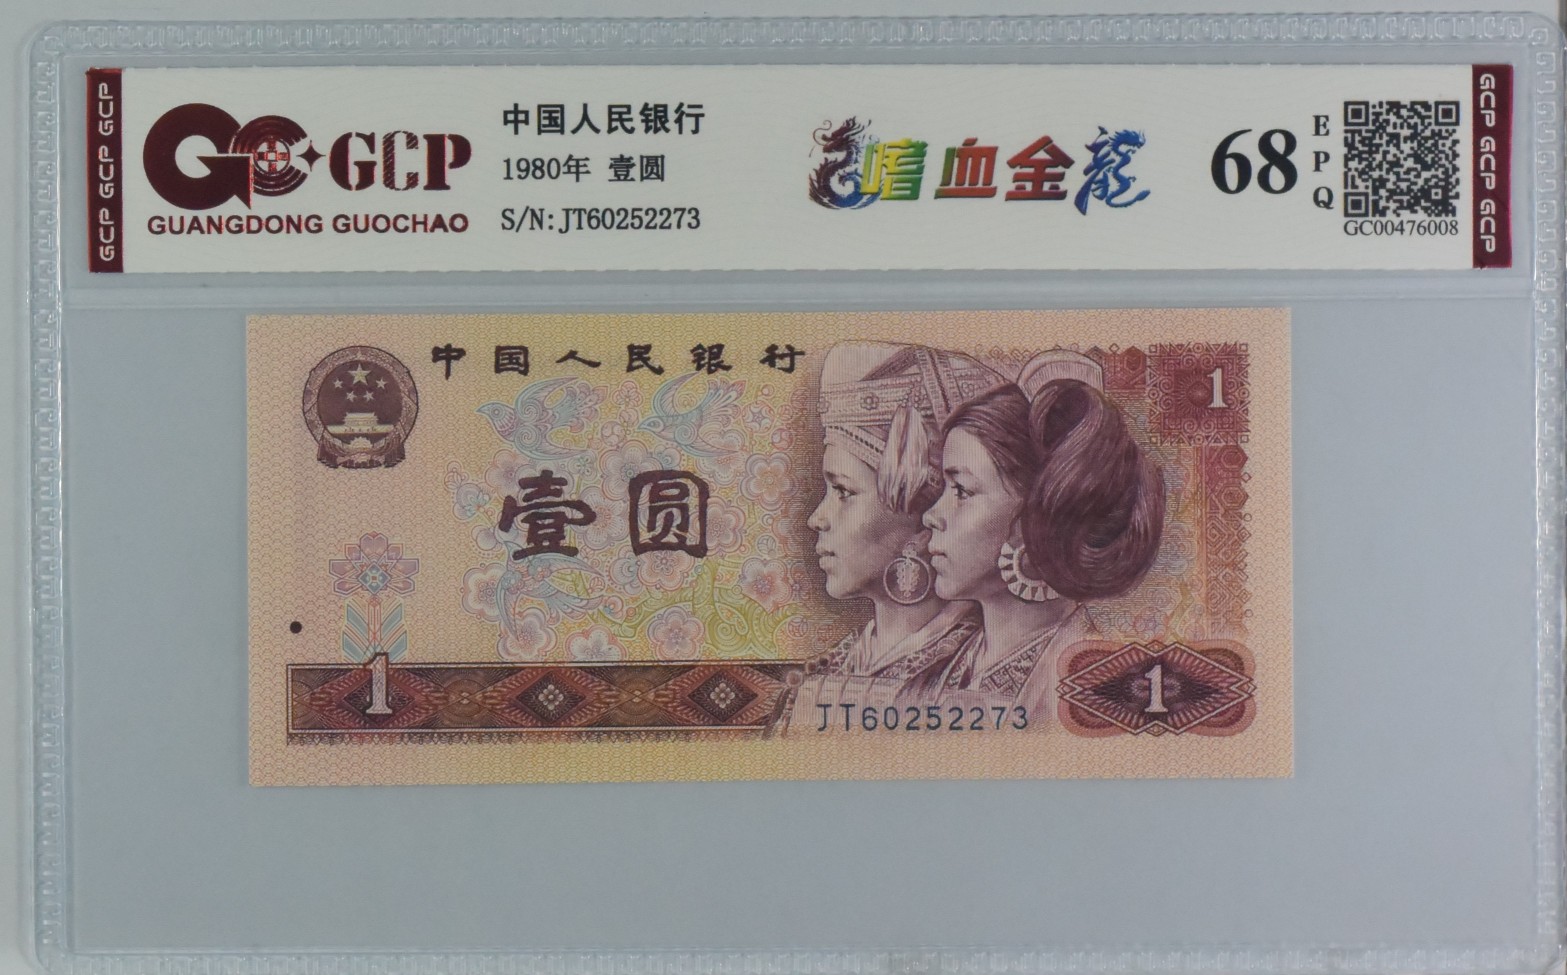 GCP GCP GCP
GCP
GUANGDONG GUOCHAO
中国人民银行
1980年 壹圆
S/N:JT60252273
嗜血金龍
68
EPQ
GC00476008
GCP GCP GCP
中国人民银行
1
壹圆
1
JT60252273
1